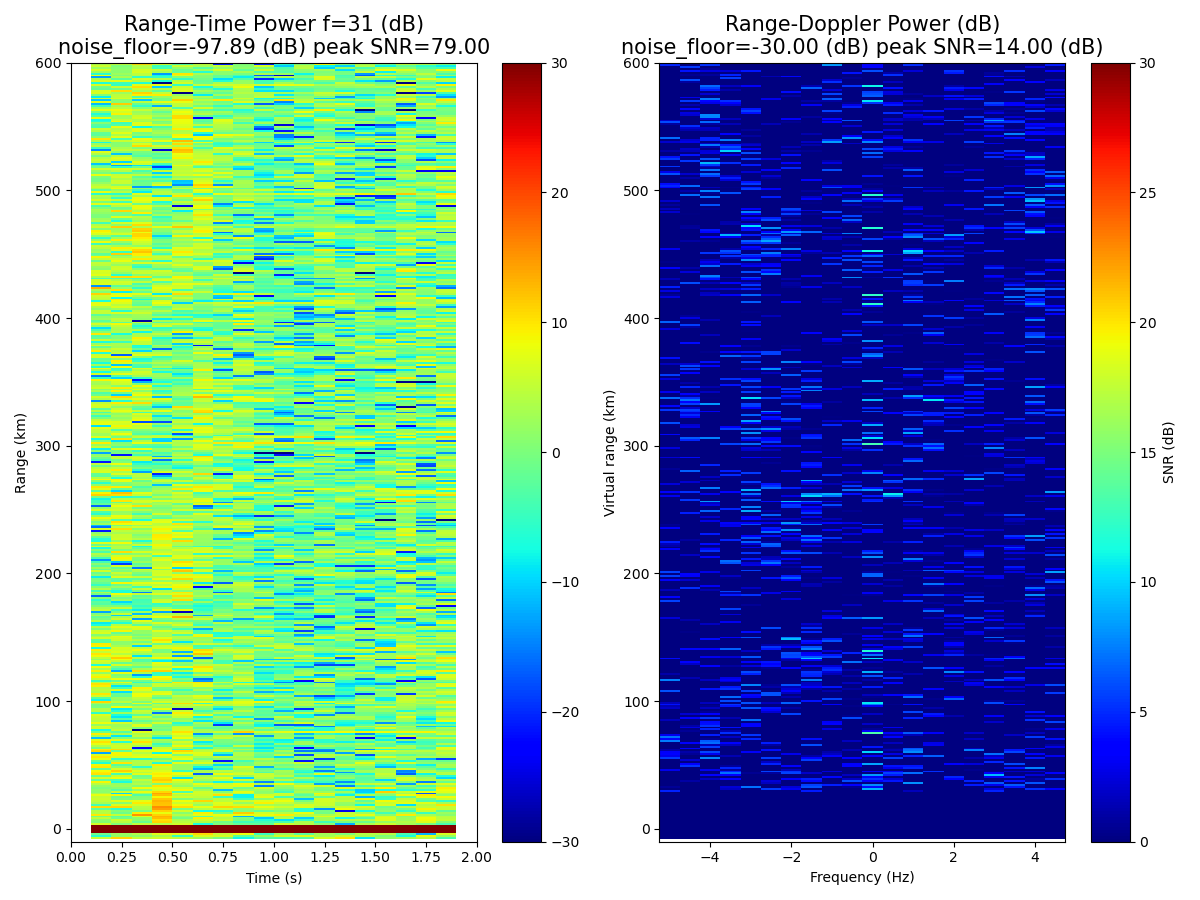 Range-Time Power f=31 (dB)
noise_floor=-97.89 (dB) peak SNR=79.00
Range (km)
600
500
400
300
200
100
0
0.00 0.25 0.50 0.75 1.00 1.25 1.50 1.75 2.00
Time (s)
30
20
10
0
−10
−20
−30
Range-Doppler Power (dB)
noise_floor=-30.00 (dB) peak SNR=14.00 (dB)
Virtual range (km)
600
500
400
300
200
100
0
−4 −2 0 2 4
Frequency (Hz)
30
25
20
15
10
5
0
SNR (dB)